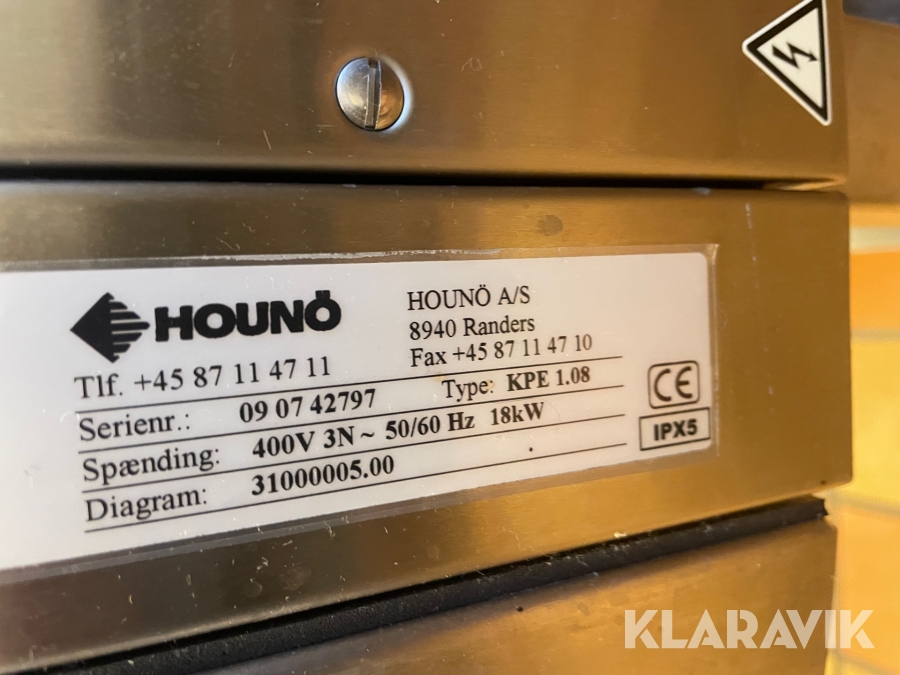 HOUNÖ
HOUNÖ A/S
8940 Randers
Tlf. +45 87 11 47 11
Fax +45 87 11 47 10
Serienr.: 09 07 42797 Type: KPE 1.08
Spænding: 400V 3N~ 50/60 Hz 18kW
Diagram: 31000005.00
CE
IPX5
KLARAVIK